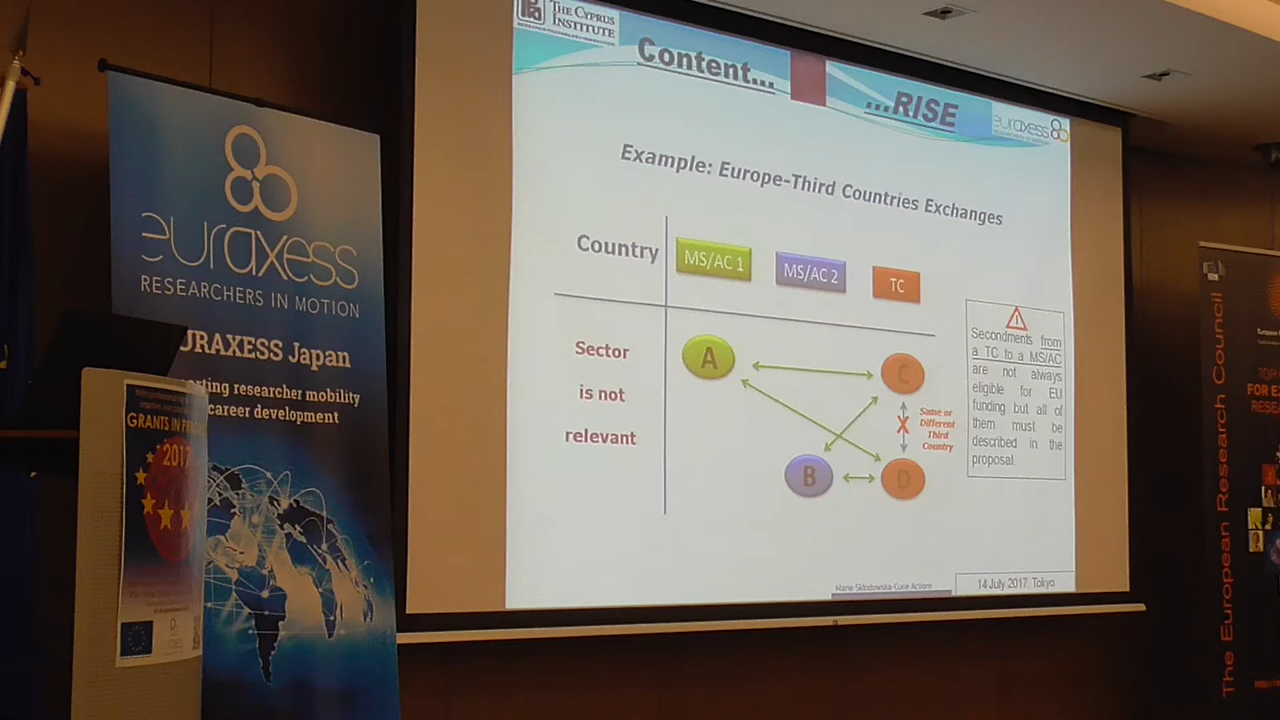 THE CYPRUS
INSTITUTE
Content...
...RISE
euraxess
Example: Europe-Third Countries Exchanges
Country
MS/AC 1
MS/AC 2
TC
Sector
is not
relevant
A
C
B
D
X
Same or
Different
Third
Country
Secondments from
a TC to a MS/AC
are not always
eligible for EU
funding but all of
them must be
described in the
proposal.
Marie Skłodowska-Curie Actions
14 July 2017, Tokyo
euraxess
RESEARCHERS IN MOTION
URAXESS Japan
rting researcher mobility
career development
GRANTS IN PR
2017
The European Research Council
TOP
FOR E
RESE